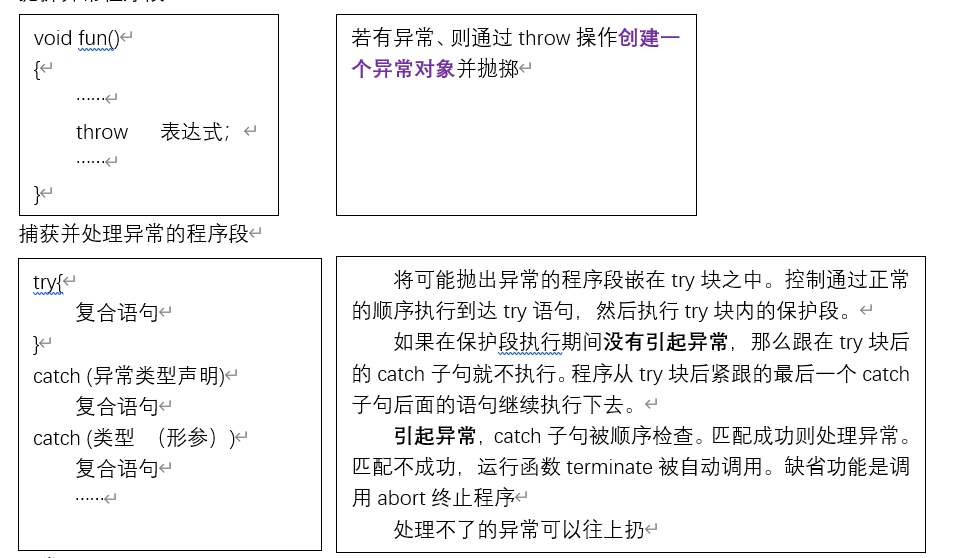 void fun()
{
……
throw 表达式；
……
}
若有异常、则通过 throw 操作创建一
个异常对象并抛掷
捕获并处理异常的程序段
try{
复合语句
}
catch (异常类型声明)
复合语句
catch (类型 （形参）)
复合语句
……
将可能抛出异常的程序段嵌在 try 块之中。控制通过正常
的顺序执行到达 try 语句，然后执行 try 块内的保护段。
如果在保护段执行期间没有引起异常，那么跟在 try 块后
的 catch 子句就不执行。程序从 try 块后紧跟的最后一个 catch
子句后面的语句继续执行下去。
引起异常，catch 子句被顺序检查。匹配成功则处理异常。
匹配不成功，运行函数 terminate 被自动调用。缺省功能是调
用 abort 终止程序
处理不了的异常可以往上扔